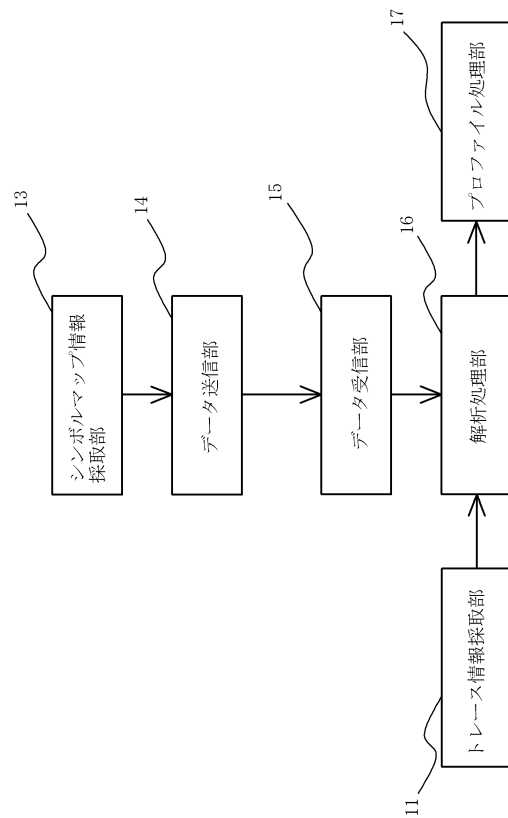 13
シンボルマップ情報
採取部
14
データ送信部
15
データ受信部
11
トレース情報採取部
16
解析処理部
17
プロファイル処理部